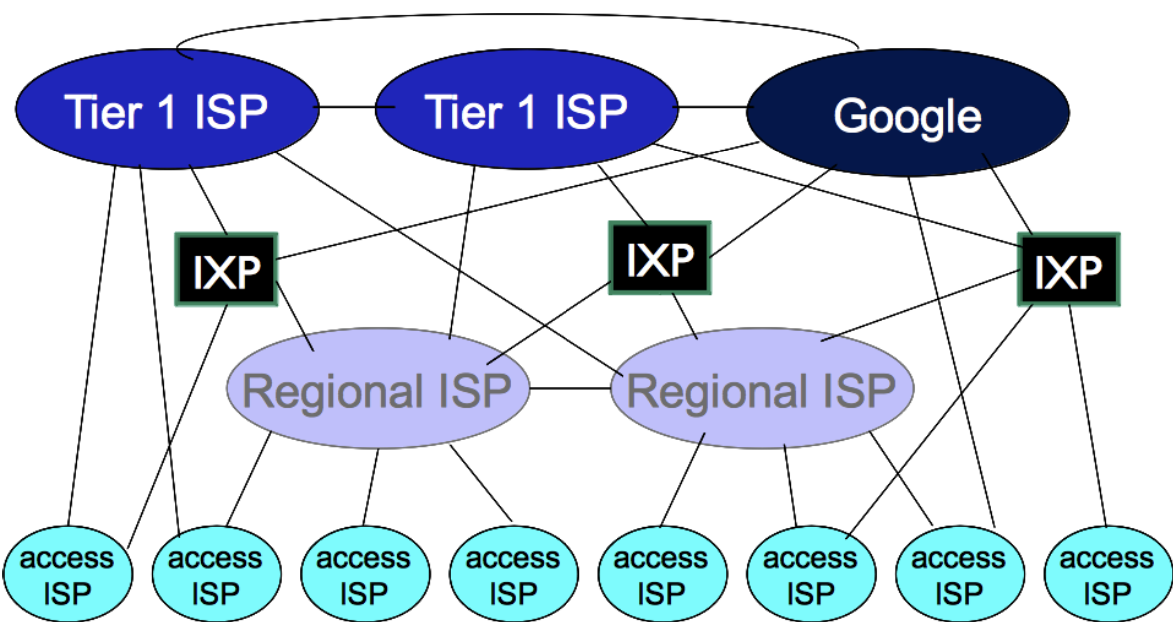 Tier 1 ISP
Tier 1 ISP
Google
IXP
IXP
IXP
Regional ISP
Regional ISP
access
ISP
access
ISP
access
ISP
access
ISP
access
ISP
access
ISP
access
ISP
access
ISP